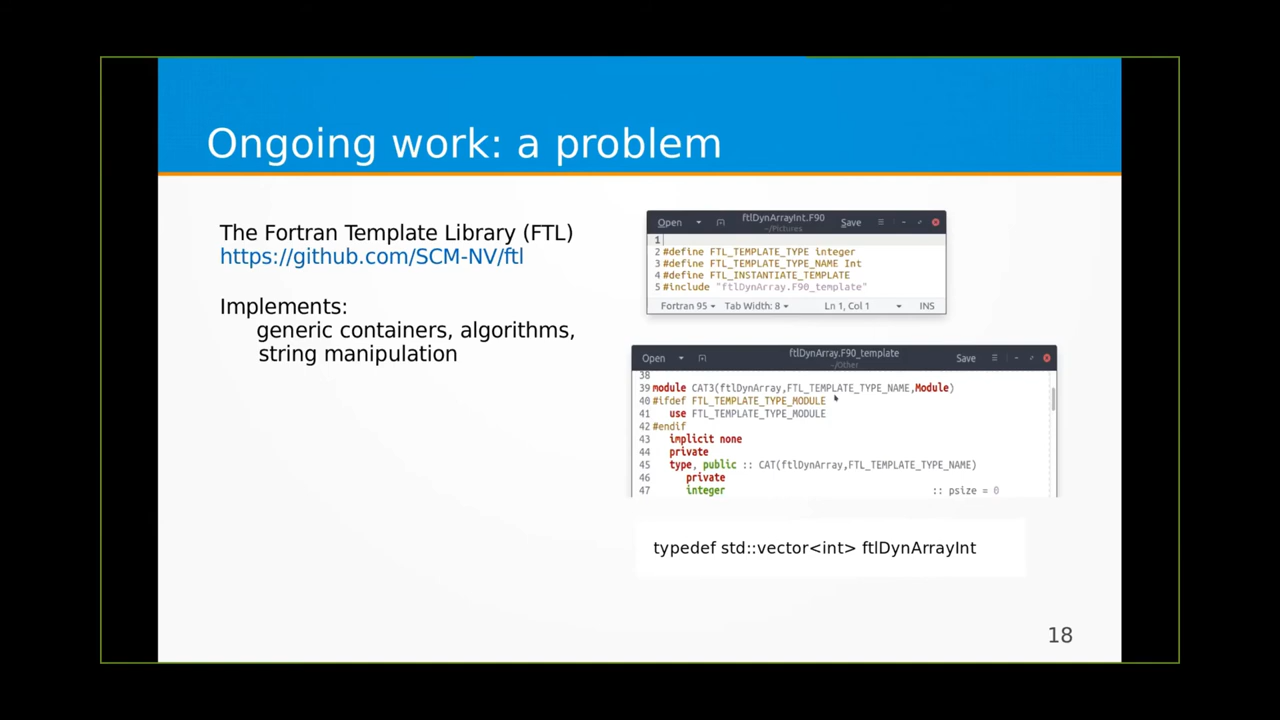 Ongoing work: a problem
The Fortran Template Library (FTL)
https://github.com/SCM-NV/ftl
Implements:
generic containers, algorithms,
string manipulation
Open
ftlDynArrayInt.F90
~/Pictures
Save
1
2 #define FTL_TEMPLATE_TYPE integer
3 #define FTL_TEMPLATE_TYPE_NAME Int
4 #define FTL_INSTANTIATE_TEMPLATE
5 #include "ftlDynArray.F90_template"
Fortran 95 Tab Width: 8 Ln 1, Col 1 INS
Open
ftlDynArray.F90_template
~/Other
Save
38
39 module CAT3(ftlDynArray,FTL_TEMPLATE_TYPE_NAME,Module)
40 #ifdef FTL_TEMPLATE_TYPE_MODULE
41 use FTL_TEMPLATE_TYPE_MODULE
42 #endif
43 implicit none
44 private
45 type, public :: CAT(ftlDynArray,FTL_TEMPLATE_TYPE_NAME)
46 private
47 integer :: psize = 0
typedef std::vector<int> ftlDynArrayInt
18